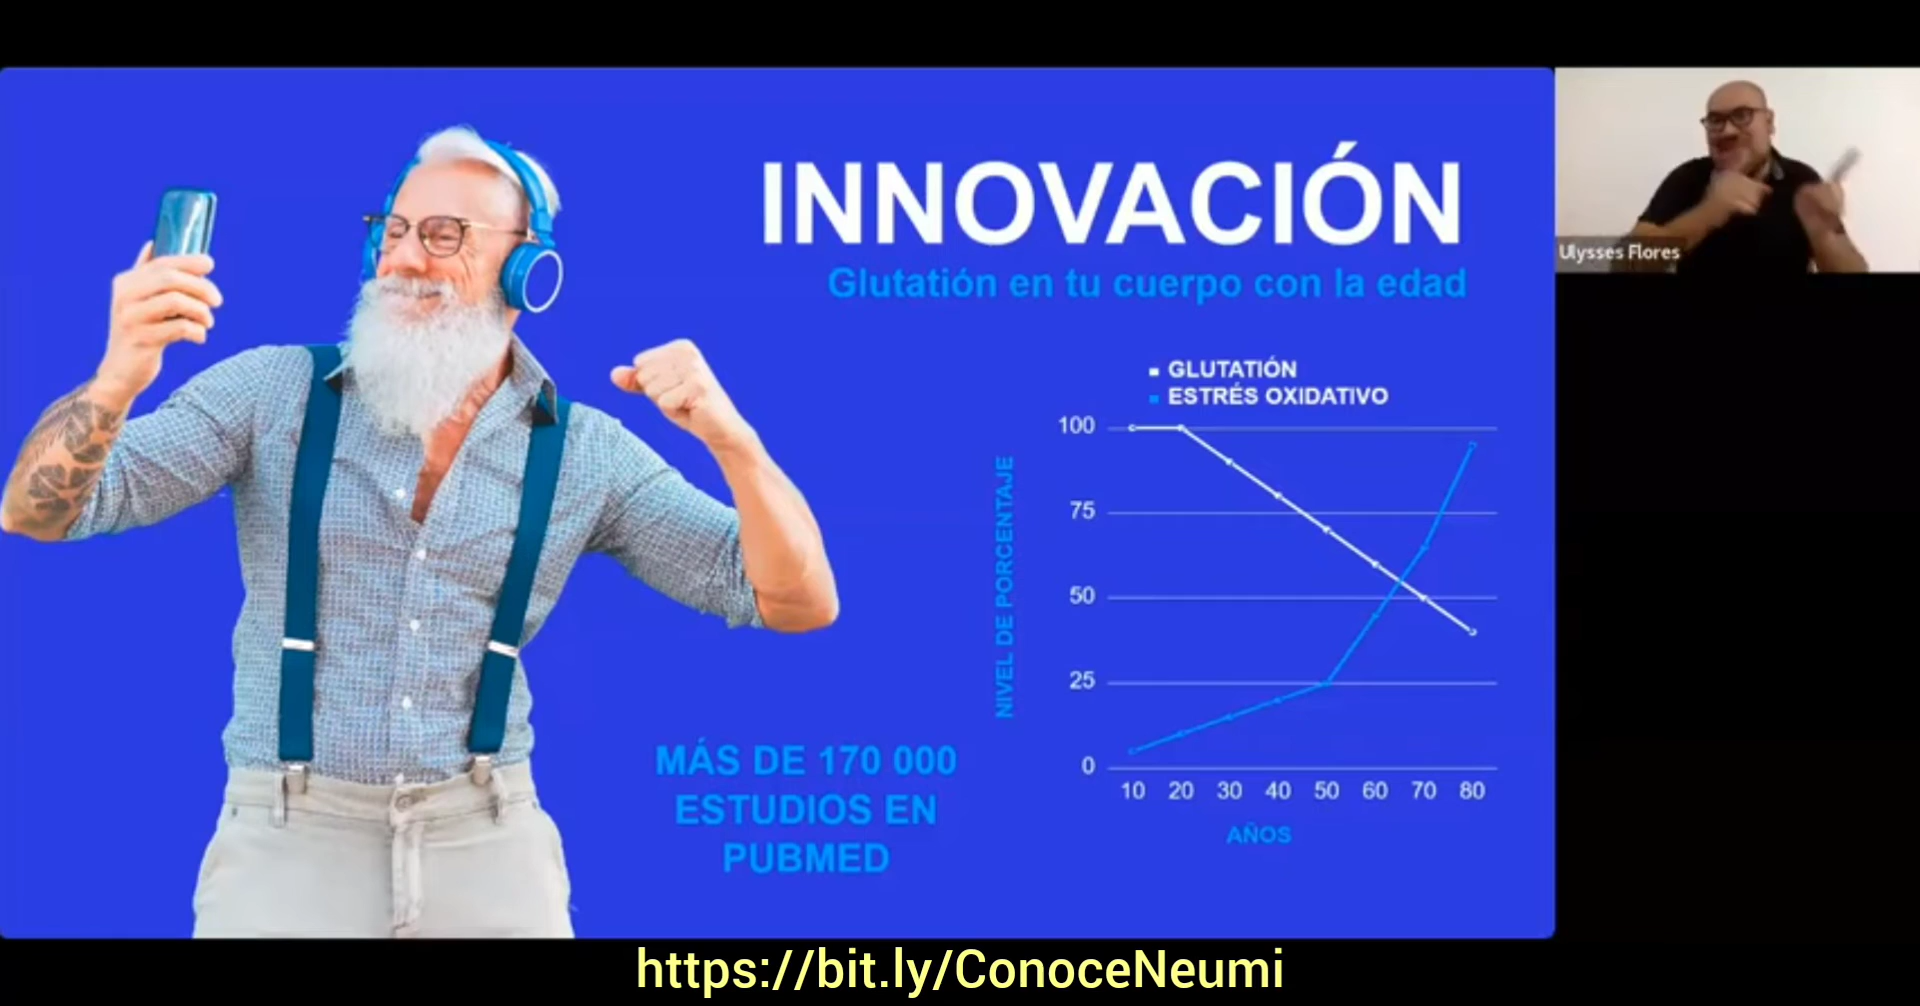 INNOVACIÓN
Glutatión en tu cuerpo con la edad
Ulysses Flores
GLUTATIÓN
ESTRÉS OXIDATIVO
NIVEL DE PORCENTAJE
100
75
50
25
0
10 20 30 40 50 60 70 80
AÑOS
MÁS DE 170 000
ESTUDIOS EN
PUBMED
https://bit.ly/ConoceNeumi